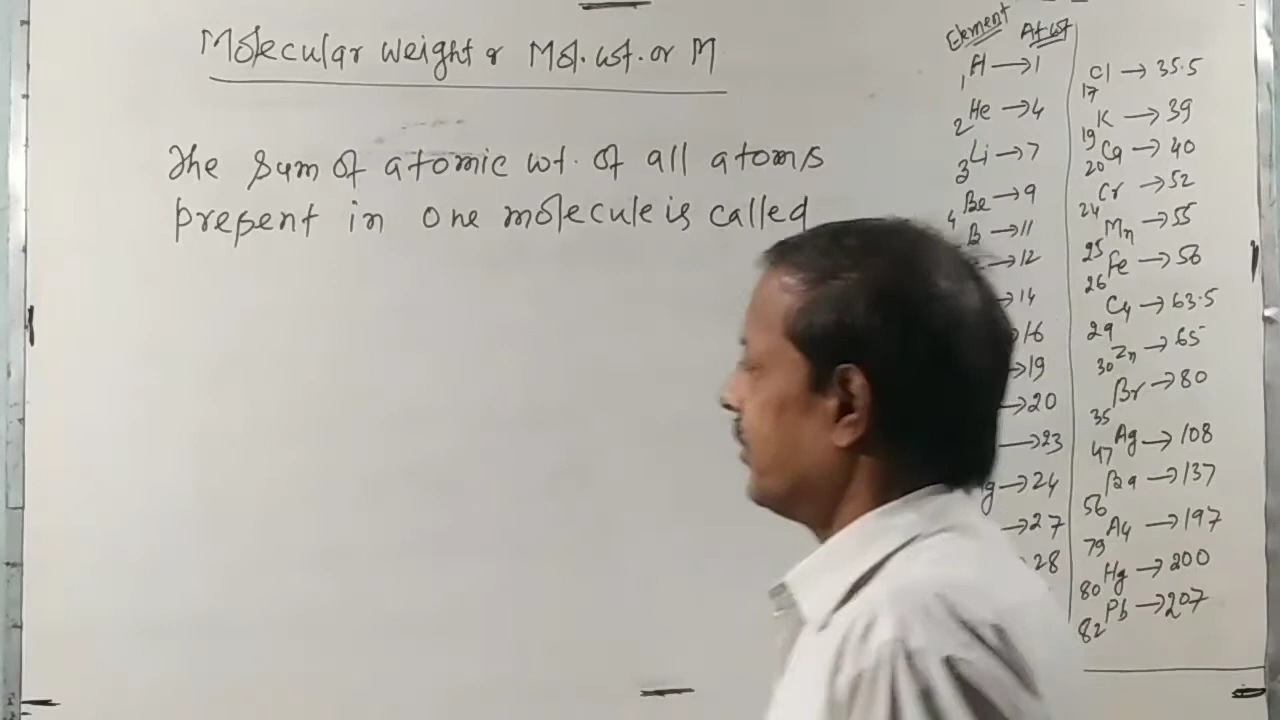 Molecular weight or Mol. wt. or M
The sum of atomic wt. of all atoms
present in one molecule is called
Element At wt
1 H → 1
2 He → 4
3 Li → 7
4 Be → 9
B → 11
→ 12
→ 14
→ 16
→ 19
→ 20
→ 23
g → 24
→ 27
28
17 Cl → 35.5
19 K → 39
20 Ca → 40
24 Cr → 52
25 Mn → 55
26 Fe → 56
29 Cu → 63.5
30 Zn → 65
35 Br → 80
47 Ag → 108
56 Ba → 137
79 Au → 197
80 Hg → 200
82 Pb → 207